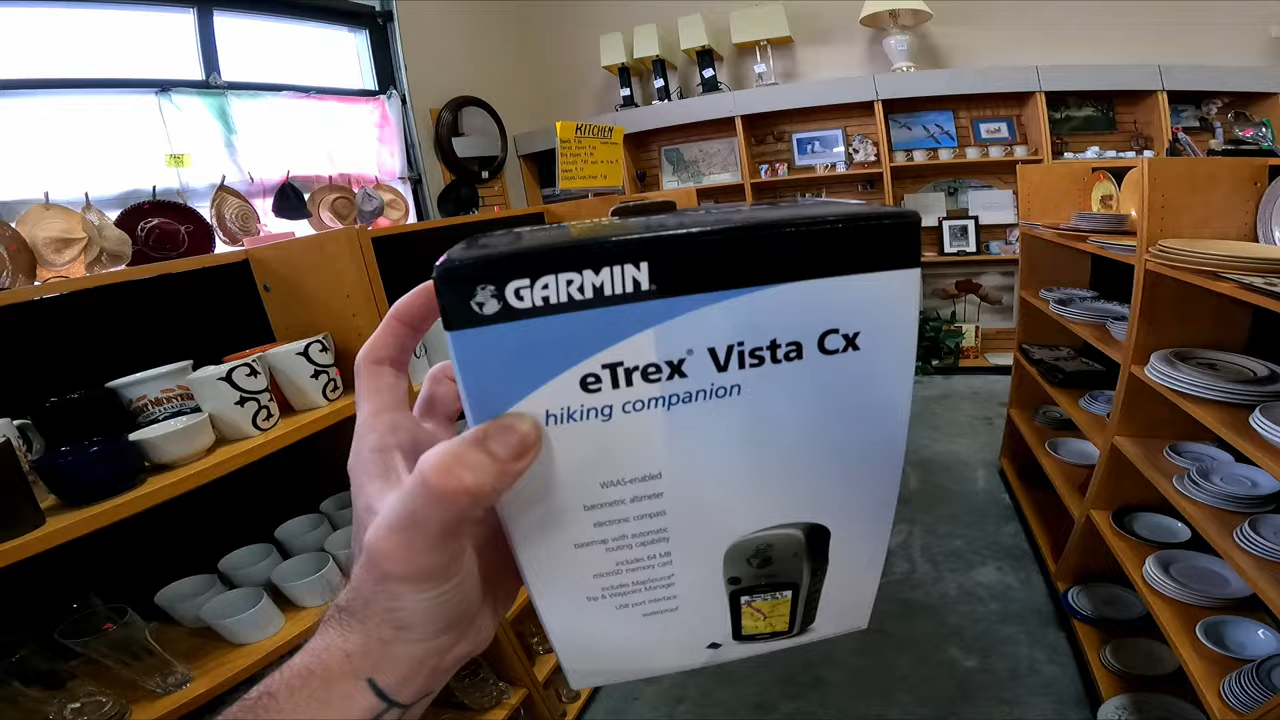 KITCHEN
GARMIN
eTrex® Vista Cx
hiking companion
WAAS-enabled
barometric altimeter
electronic compass
basemap with automatic
routing capability
includes 64 MB
microSD memory card
includes MapSource®
Trip & Waypoint Manager
USB port interface
waterproof